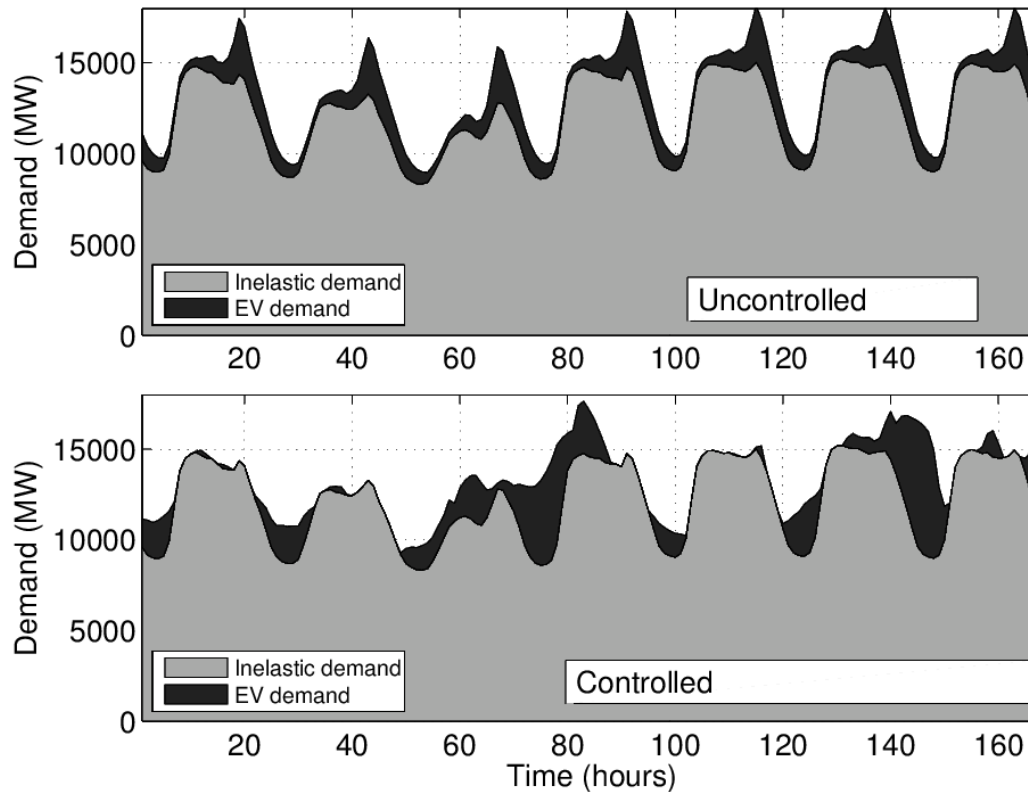 Demand (MW)
15000
10000
5000
0
Inelastic demand
EV demand
Uncontrolled
20 40 60 80 100 120 140 160
Demand (MW)
15000
10000
5000
0
Inelastic demand
EV demand
Controlled
20 40 60 80 100 120 140 160
Time (hours)